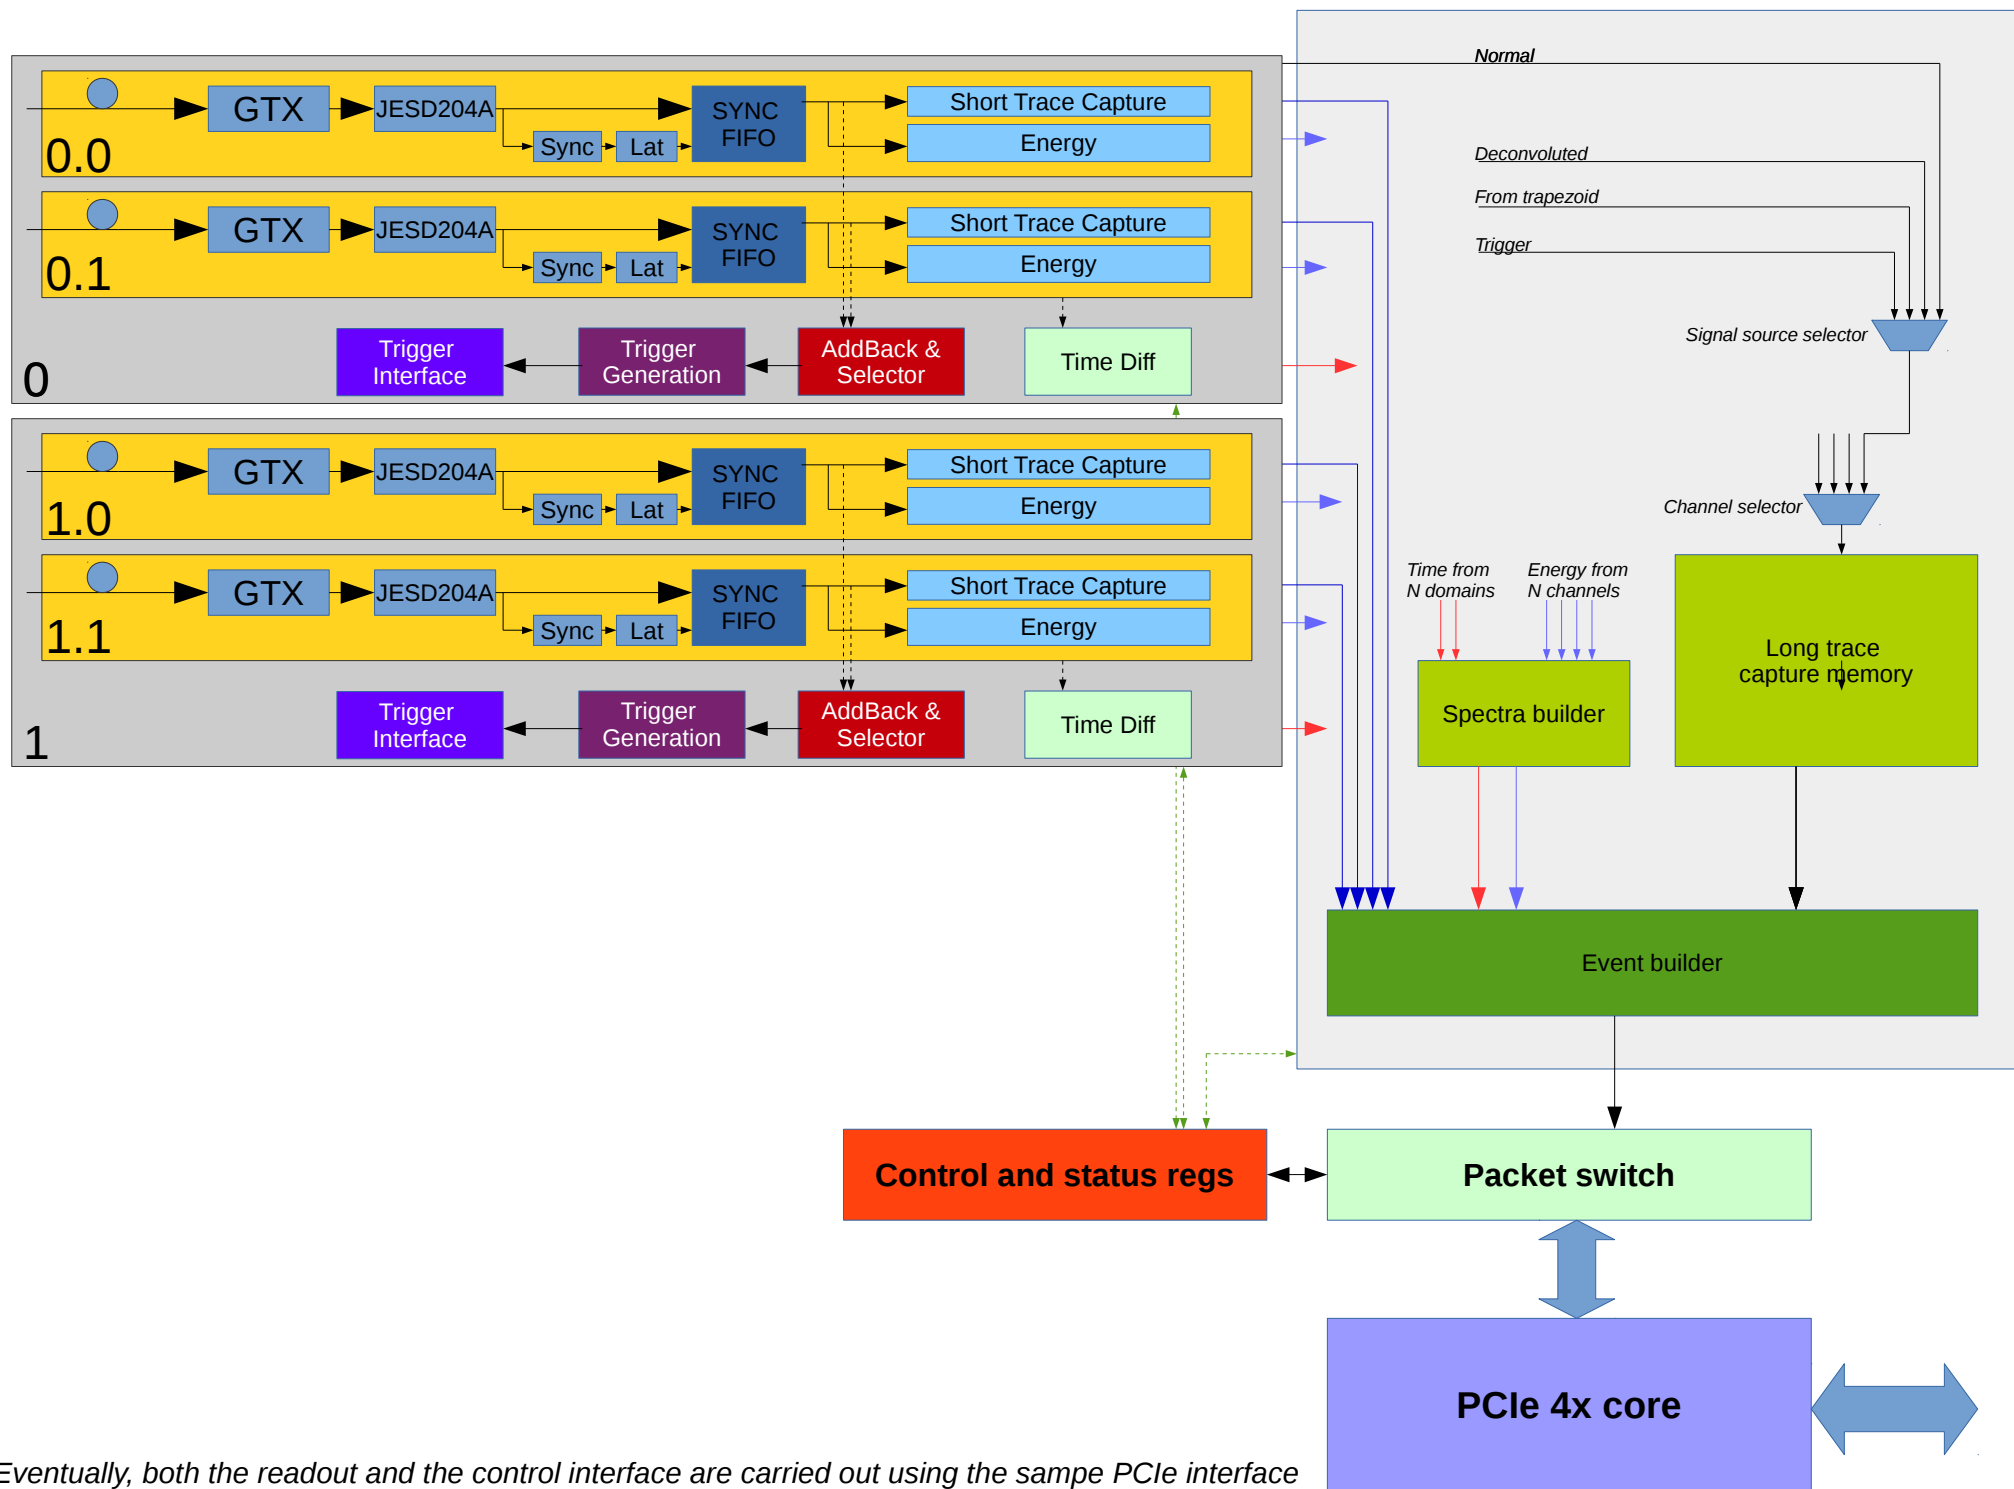 Normal
GTX
JESD204A
SYNC
FIFO
Short Trace Capture
Energy
Sync
Lat
0.0
Deconvoluted
From trapezoid
Trigger
GTX
JESD204A
SYNC
FIFO
Short Trace Capture
Energy
Sync
Lat
0.1
Trigger
Interface
Trigger
Generation
AddBack &
Selector
Time Diff
0
Signal source selector
GTX
JESD204A
SYNC
FIFO
Short Trace Capture
Energy
Sync
Lat
1.0
Channel selector
GTX
JESD204A
SYNC
FIFO
Short Trace Capture
Energy
Sync
Lat
1.1
Time from
N domains
Energy from
N channels
Long trace
capture memory
Spectra builder
Trigger
Interface
Trigger
Generation
AddBack &
Selector
Time Diff
1
Event builder
Control and status regs
Packet switch
PCIe 4x core
Eventually, both the readout and the control interface are carried out using the sampe PCIe interface